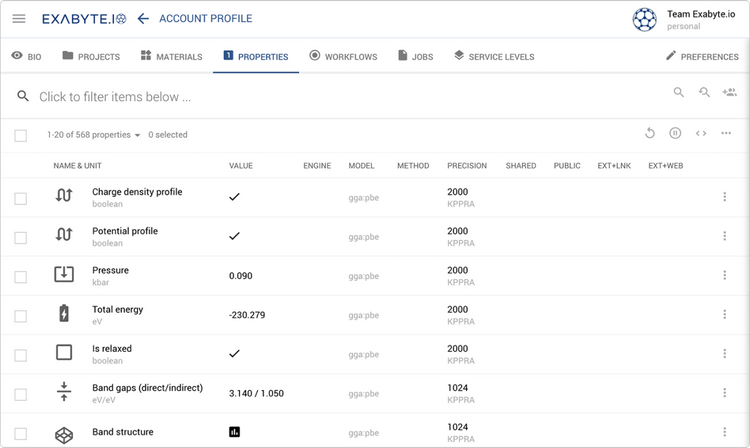 EXABYTE.IO ACCOUNT PROFILE
Team Exabyte.io
personal
BIO PROJECTS MATERIALS 1 PROPERTIES WORKFLOWS JOBS SERVICE LEVELS PREFERENCES
Click to filter items below ...
1-20 of 568 properties 0 selected
NAME & UNIT VALUE ENGINE MODEL METHOD PRECISION SHARED PUBLIC EXT+LNK EXT+WEB
Charge density profile gga:pbe 2000
boolean KPPRA
Potential profile gga:pbe 2000
boolean KPPRA
Pressure 0.090 gga:pbe 2000
kbar KPPRA
Total energy -230.279 gga:pbe 2000
eV KPPRA
Is relaxed gga:pbe 2000
boolean KPPRA
Band gaps (direct/indirect) 3.140 / 1.050 gga:pbe 1024
eV/eV KPPRA
Band structure gga:pbe 1024
KPPRA